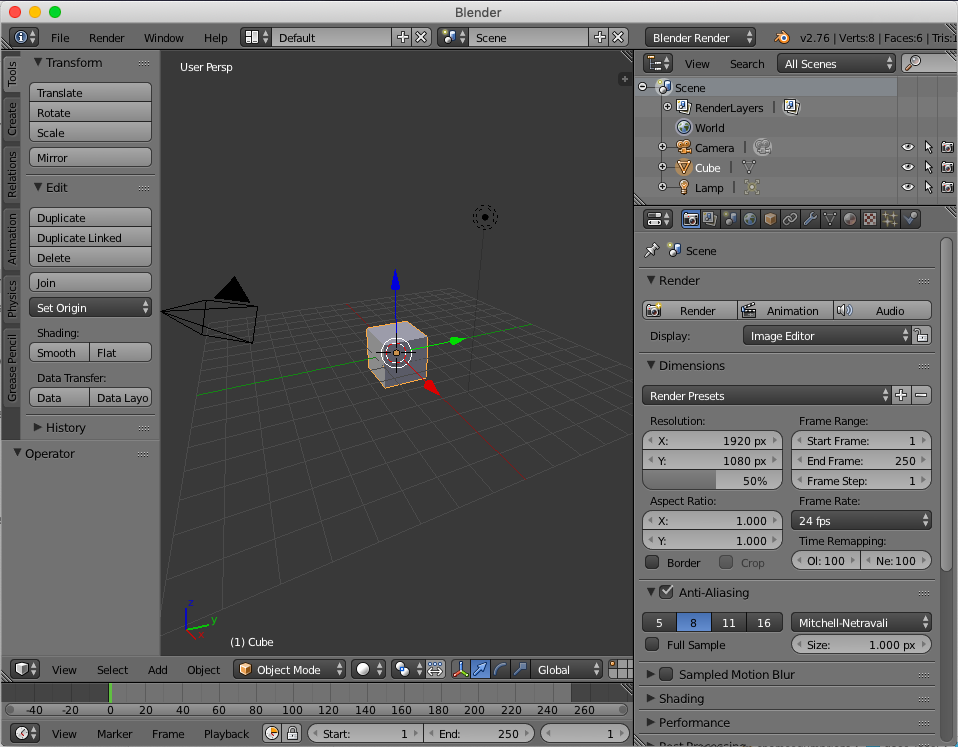 Blender
File Render Window Help Default Scene Blender Render v2.76 | Verts:8 | Faces:6 | Tris:1
Tools
Create
Relations
Animation
Physics
Grease Pencil
Transform
Translate
Rotate
Scale
Mirror
Edit
Duplicate
Duplicate Linked
Delete
Join
Set Origin
Shading:
Smooth Flat
Data Transfer:
Data Data Layo
History
Operator
User Persp
z
y
x
(1) Cube
View Select Add Object Object Mode Global
-40 -20 0 20 40 60 80 100 120 140 160 180 200 220 240 260
View Marker Frame Playback Start: 1 End: 250 1
View Search All Scenes
Scene
RenderLayers |
World
Camera |
Cube |
Lamp |
Scene
Render
Render Animation Audio
Display: Image Editor
Dimensions
Render Presets
Resolution: Frame Range:
X: 1920 px Start Frame: 1
Y: 1080 px End Frame: 250
50% Frame Step: 1
Aspect Ratio: Frame Rate:
X: 1.000 24 fps
Y: 1.000 Time Remapping:
Border Crop Ol: 100 Ne: 100
Anti-Aliasing
5 8 11 16 Mitchell-Netravali
Full Sample Size: 1.000 px
Sampled Motion Blur
Shading
Performance